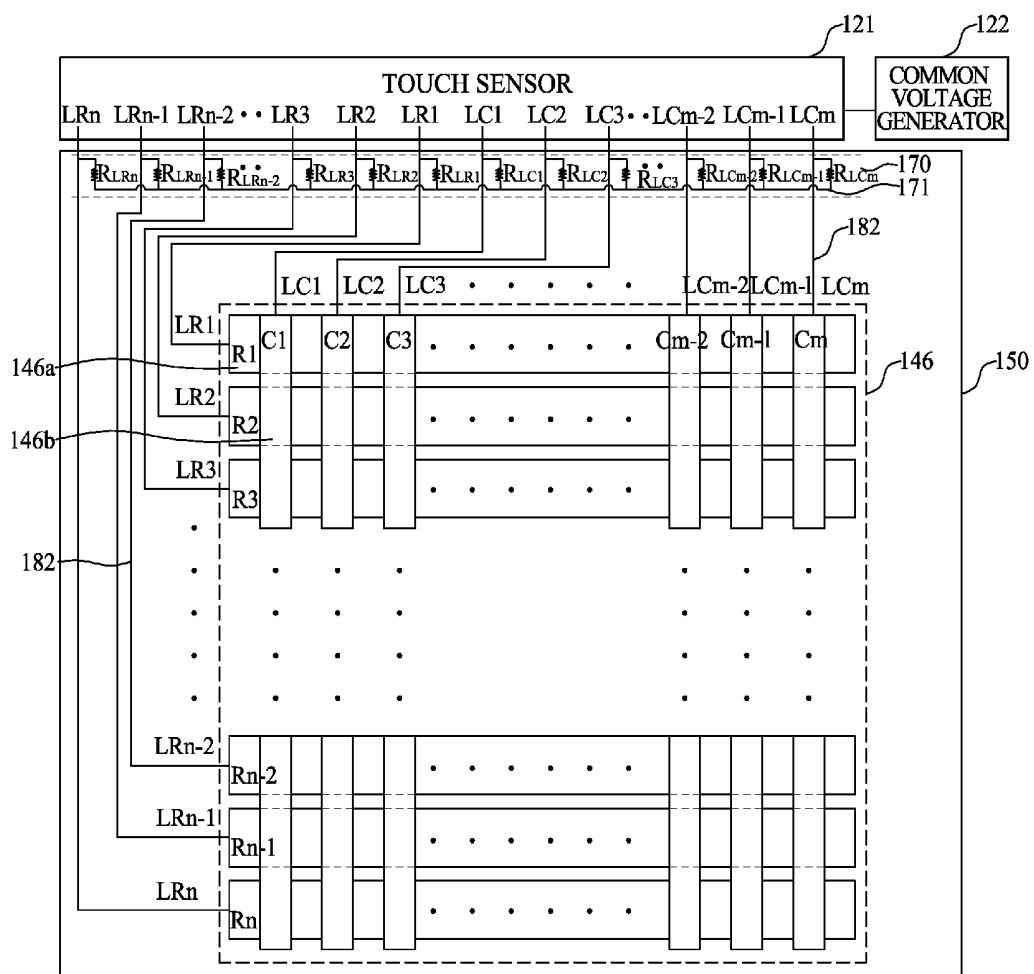 121
122
TOUCH SENSOR
COMMON
VOLTAGE
GENERATOR
LRn LRn-1 LRn-2 ·· LR3 LR2 LR1 LC1 LC2 LC3 ·· LCm-2 LCm-1 LCm
RLRn RLRn-1 RLRn-2 ·· RLR3 RLR2 RLR1 RLC1 RLC2 RLC3 ·· RLCm-2 RLCm-1 RLCm
170
171
182
LC1 LC2 LC3 · · · · · LCm-2 LCm-1 LCm
LR1
R1 C1 C2 C3 · · · · · · Cm-2 Cm-1 Cm
146a
146
150
LR2
R2 · · · · · ·
146b
LR3
R3 · · · · · ·
182
LRn-2
Rn-2 · · · · · ·
LRn-1
Rn-1 · · · · · ·
LRn
Rn · · · · · ·